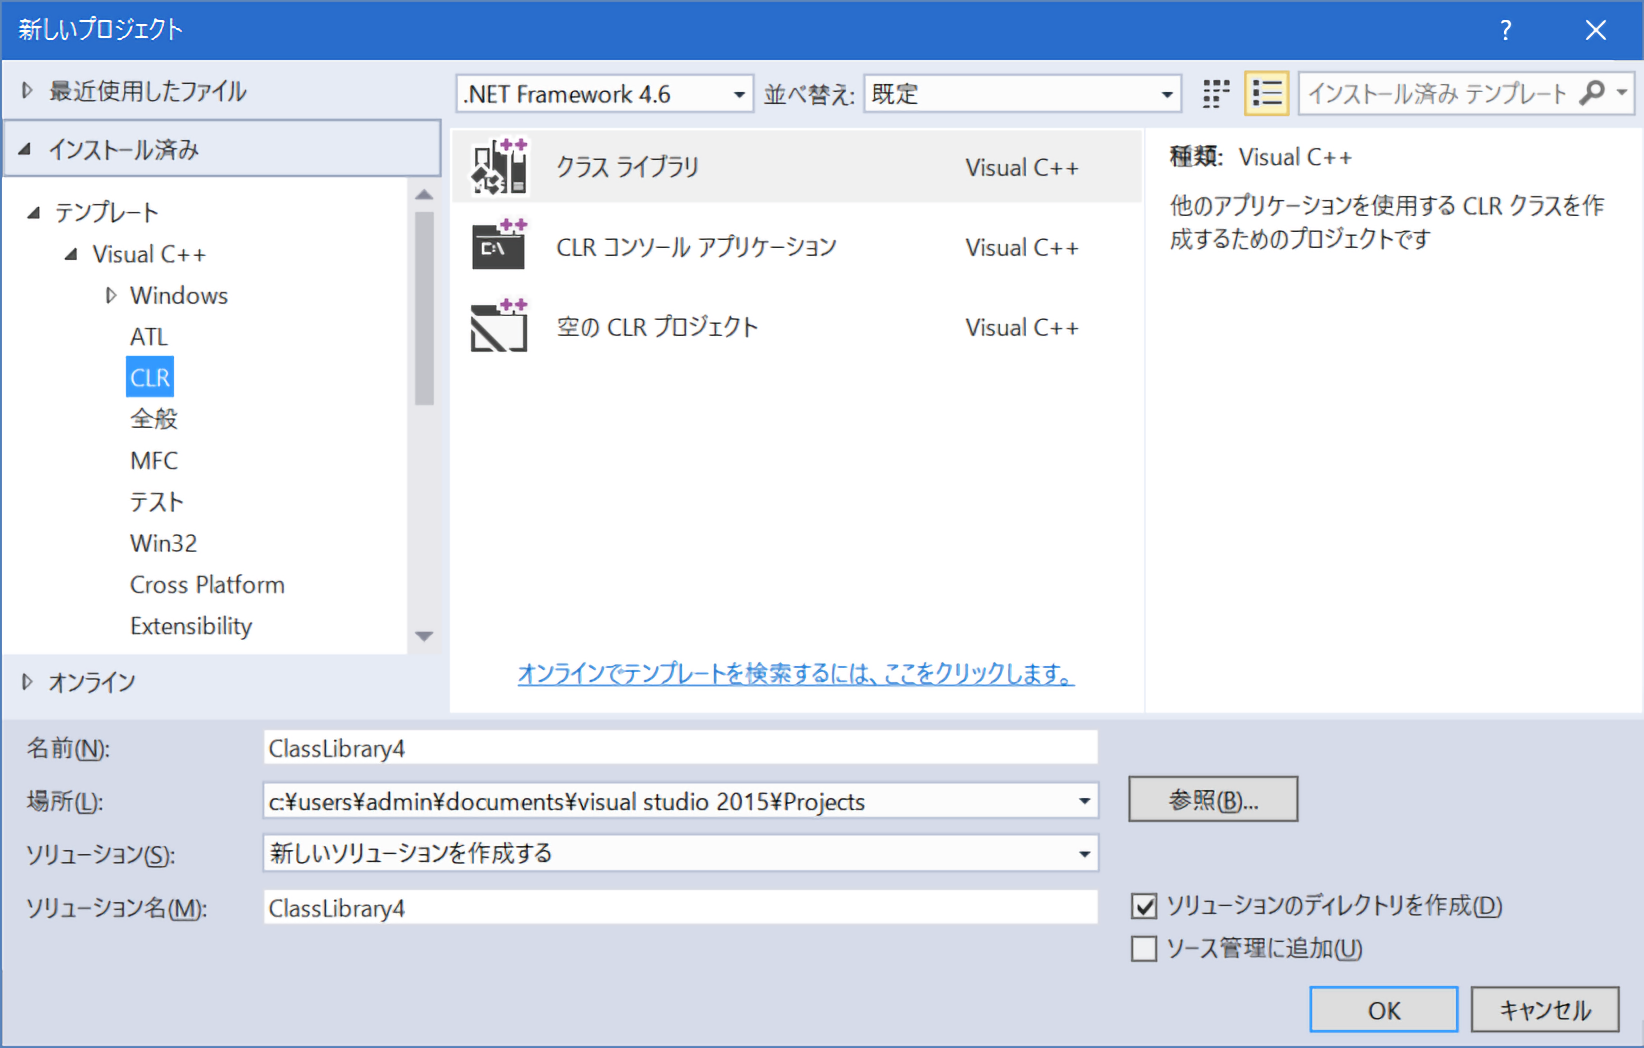 新しいプロジェクト
?
最近使用したファイル
.NET Framework 4.6
並べ替え:
既定
インストール済み テンプレート
インストール済み
テンプレート
Visual C++
Windows
ATL
CLR
全般
MFC
テスト
Win32
Cross Platform
Extensibility
オンライン
クラス ライブラリ
Visual C++
C:\
CLR コンソール アプリケーション
Visual C++
空の CLR プロジェクト
Visual C++
オンラインでテンプレートを検索するには、ここをクリックします。
種類: Visual C++
他のアプリケーションを使用する CLR クラスを作
成するためのプロジェクトです
名前(N):
ClassLibrary4
場所(L):
c:¥users¥admin¥documents¥visual studio 2015¥Projects
参照(B)...
ソリューション(S):
新しいソリューションを作成する
ソリューション名(M):
ClassLibrary4
ソリューションのディレクトリを作成(D)
ソース管理に追加(U)
OK
キャンセル